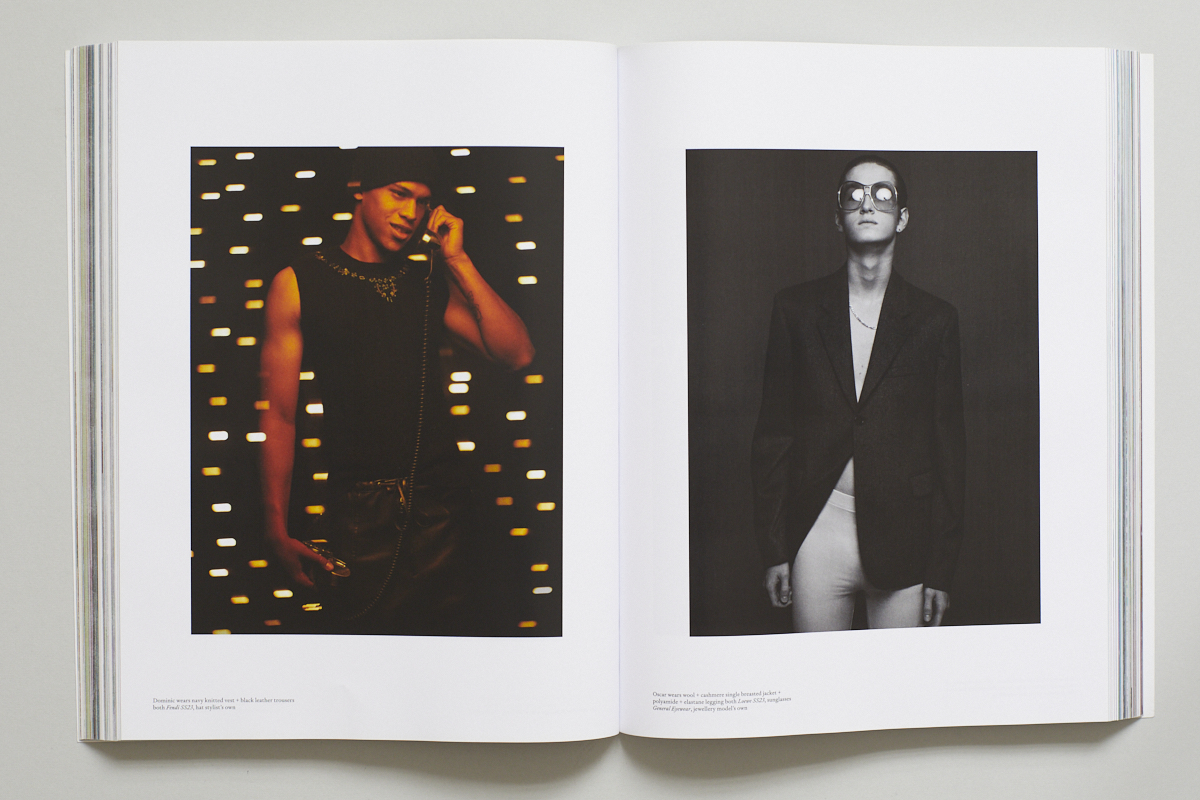 Dominic wears navy knitted vest + black leather trousers
both Fendi SS23, hat stylist's own
Oscar wears wool + cashmere single breasted jacket +
polyamide + elastane legging both Loewe SS23, sunglasses
General Eyewear, jewellery model's own